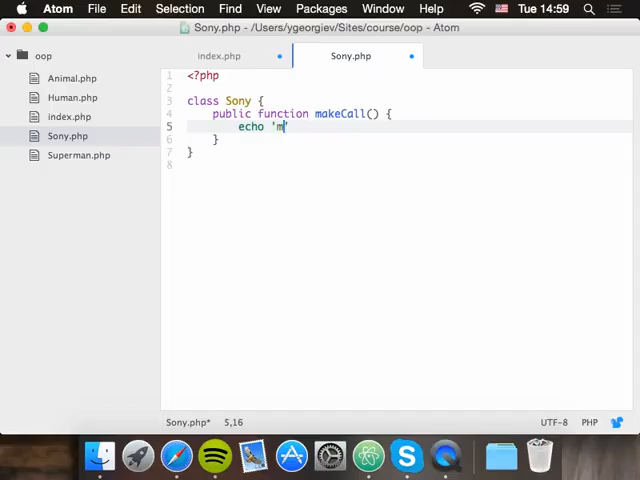 Atom File Edit Selection Find View Packages Window Help Tue 14:59
Sony.php - /Users/ygeorgiev/Sites/course/oop - Atom
oop
Animal.php
Human.php
index.php
Sony.php
Superman.php
index.php Sony.php
1 <?php
2
3 class Sony {
4 public function makeCall() {
5 echo 'm'
6 }
7 }
8
Sony.php* 5,16 UTF-8 PHP